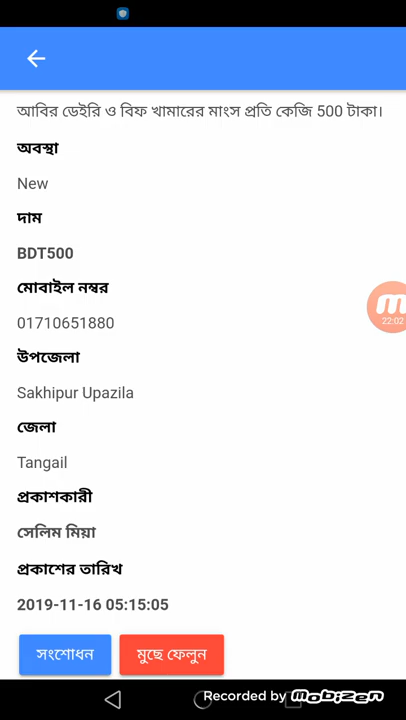 আবির ডেইরি ও বিফ খামারের মাংস প্রতি কেজি 500 টাকা।
অবস্থা
New
দাম
BDT500
মোবাইল নম্বর
01710651880
22:02
উপজেলা
Sakhipur Upazila
জেলা
Tangail
প্রকাশকারী
সেলিম মিয়া
প্রকাশের তারিখ
2019-11-16 05:15:05
সংশোধন মুছে ফেলুন
Recorded by MOBIZEN